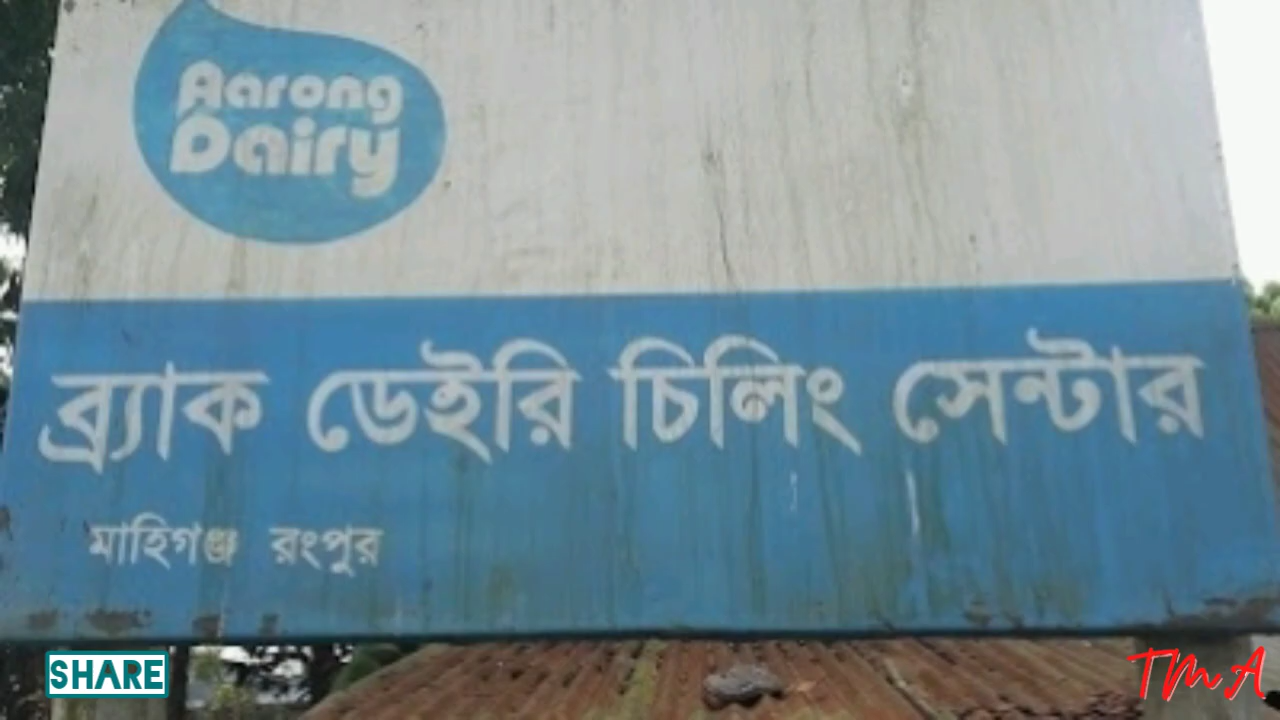 Aarong
Dairy
ব্র্যাক ডেইরি চিলিং সেন্টার
মাহিগঞ্জ রংপুর
SHARE
TMA